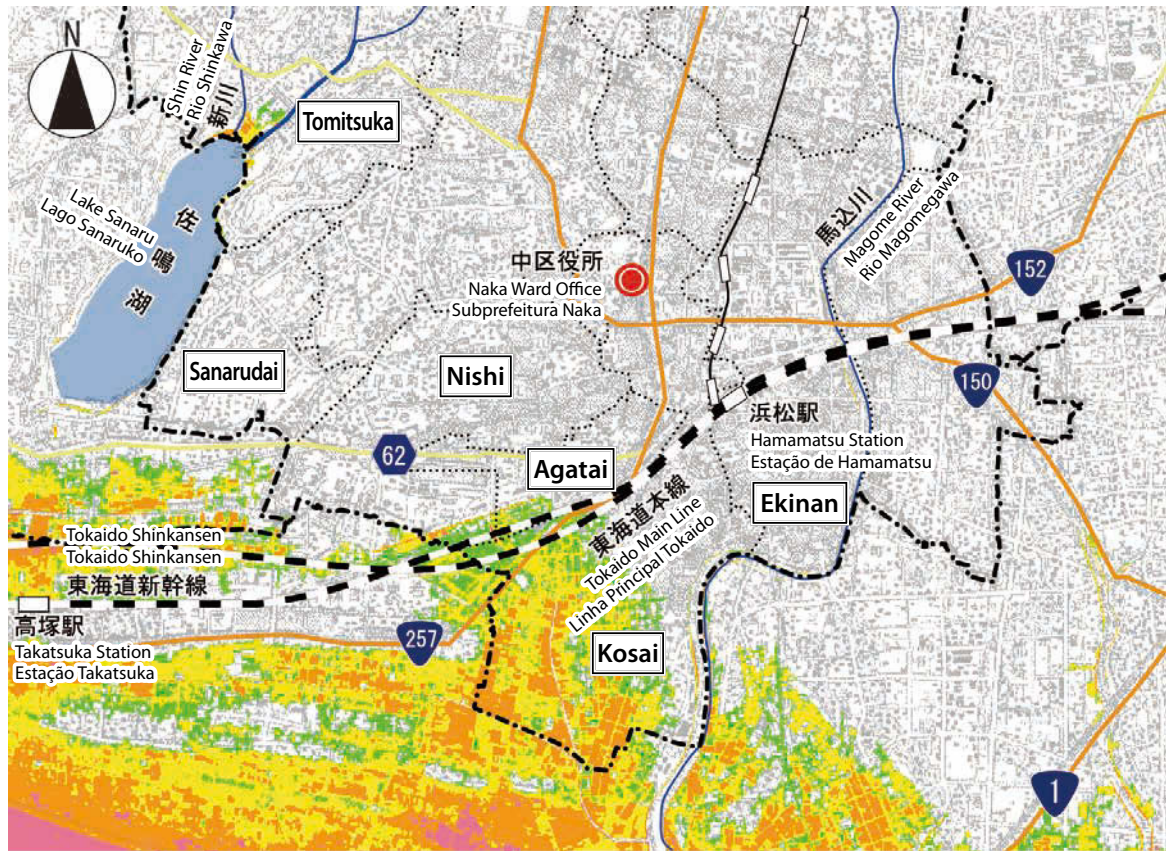 N
Shin River
Rio Shinkawa
新川
Tomitsuka
Lake Sanaru
Lago Sanaruko
佐鳴湖
馬込川
Magome River
Rio Magomegawa
中区役所
Naka Ward Office
Subprefeitura Naka
152
Sanarudai
Nishi
150
浜松駅
Hamamatsu Station
Estação de Hamamatsu
62
Agatai
Ekinan
東海道本線
Tokaido Main Line
Linha Principal Tokaido
Tokaido Shinkansen
Tokaido Shinkansen
東海道新幹線
高塚駅
Takatsuka Station
Estação Takatsuka
257
Kosai
1